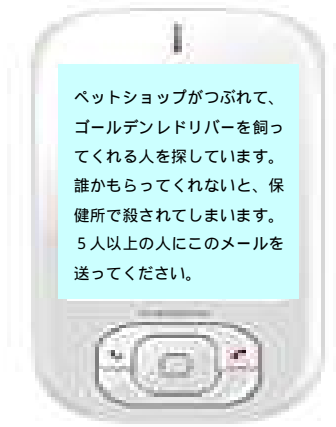 ペットショップがつぶれて、
ゴールデンレドリバーを飼っ
てくれる人を探しています。
誰かもらってくれないと、保
健所で殺されてしまいます。
５人以上の人にこのメールを
送ってください。